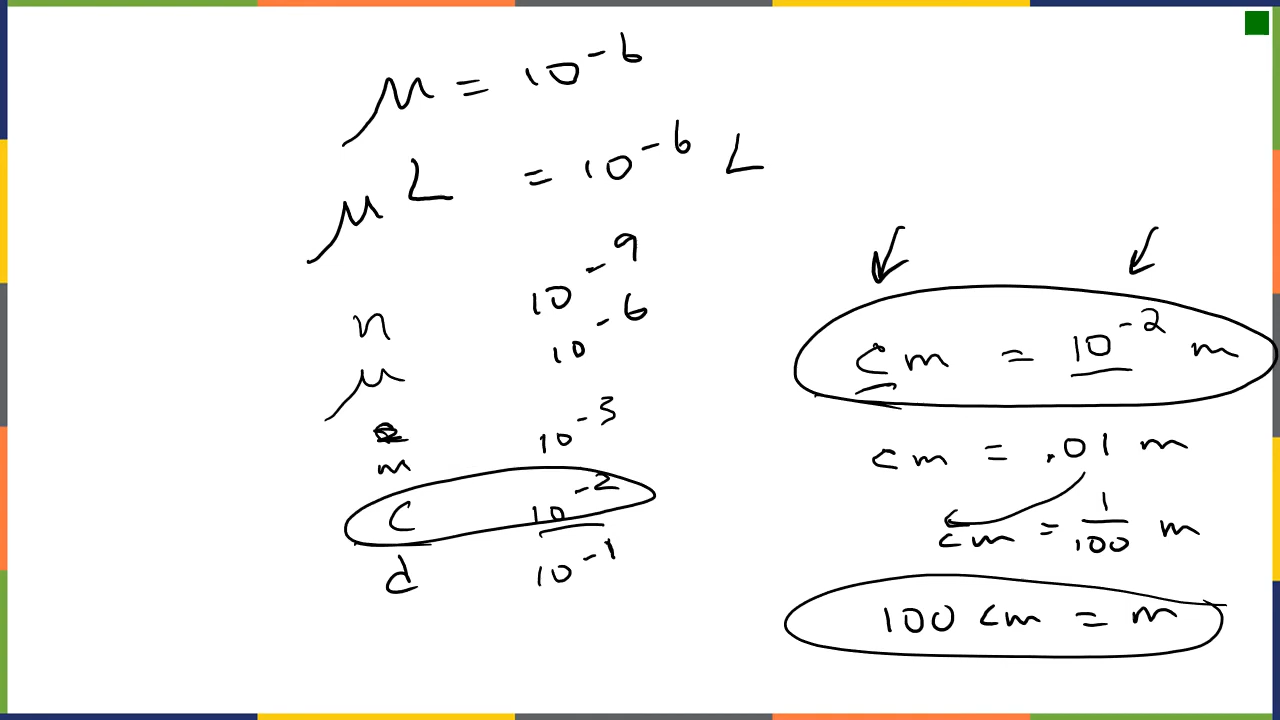 μ = 10⁻⁶
μL = 10⁻⁶ L
n 10⁻⁹
μ 10⁻⁶
m 10⁻³
c 10⁻²
d 10⁻¹
cm = 10⁻² m
cm = .01 m
cm = 1/100 m
100 cm = m